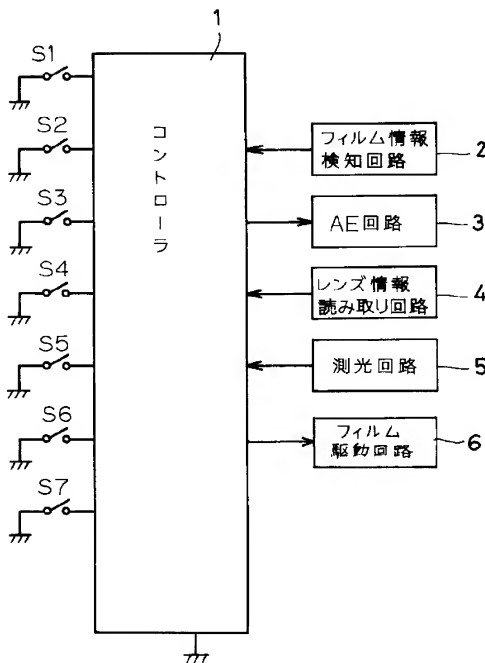 1
S1
S2
S3
S4
S5
S6
S7
コントローラ
フィルム情報
検知回路
2
AE回路
3
レンズ情報
読み取り回路
4
測光回路
5
フィルム
駆動回路
6